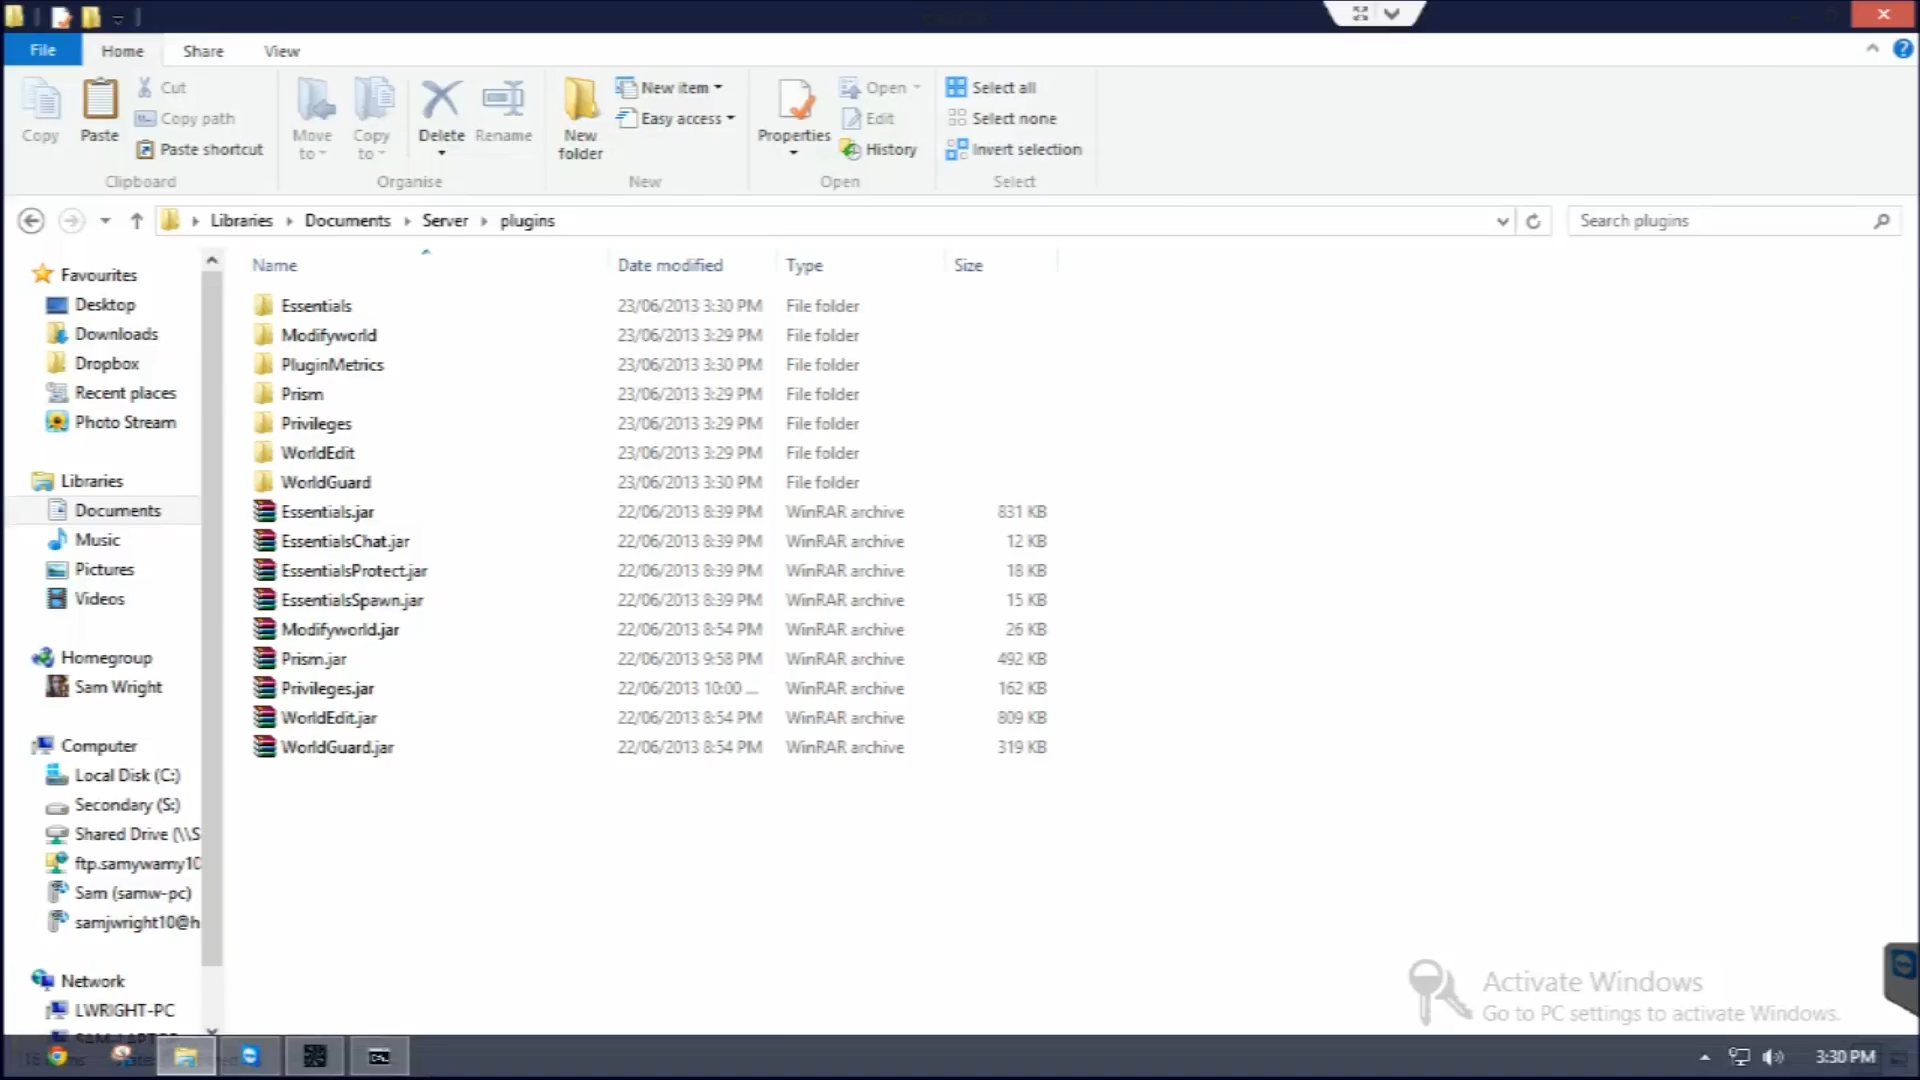 File Home Share View
Copy
Paste
Cut
Copy path
Paste shortcut
Clipboard
Move to
Copy to
Delete
Rename
Organise
New folder
New item
Easy access
New
Properties
Open
Edit
History
Open
Select all
Select none
Invert selection
Select
Libraries Documents Server plugins
Search plugins
Favourites
Desktop
Downloads
Dropbox
Recent places
Photo Stream
Libraries
Documents
Music
Pictures
Videos
Homegroup
Sam Wright
Computer
Local Disk (C:)
Secondary (S:)
Shared Drive (\\S
ftp.samywamy10
Sam (samw-pc)
samjwright10@h
Network
LWRIGHT-PC
Name Date modified Type Size
Essentials 23/06/2013 3:30 PM File folder
Modifyworld 23/06/2013 3:29 PM File folder
PluginMetrics 23/06/2013 3:30 PM File folder
Prism 23/06/2013 3:29 PM File folder
Privileges 23/06/2013 3:29 PM File folder
WorldEdit 23/06/2013 3:29 PM File folder
WorldGuard 23/06/2013 3:30 PM File folder
Essentials.jar 22/06/2013 8:39 PM WinRAR archive 831 KB
EssentialsChat.jar 22/06/2013 8:39 PM WinRAR archive 12 KB
EssentialsProtect.jar 22/06/2013 8:39 PM WinRAR archive 18 KB
EssentialsSpawn.jar 22/06/2013 8:39 PM WinRAR archive 15 KB
Modifyworld.jar 22/06/2013 8:54 PM WinRAR archive 26 KB
Prism.jar 22/06/2013 9:58 PM WinRAR archive 492 KB
Privileges.jar 22/06/2013 10:00 ... WinRAR archive 162 KB
WorldEdit.jar 22/06/2013 8:54 PM WinRAR archive 809 KB
WorldGuard.jar 22/06/2013 8:54 PM WinRAR archive 319 KB
Activate Windows
Go to PC settings to activate Windows.
3:30 PM